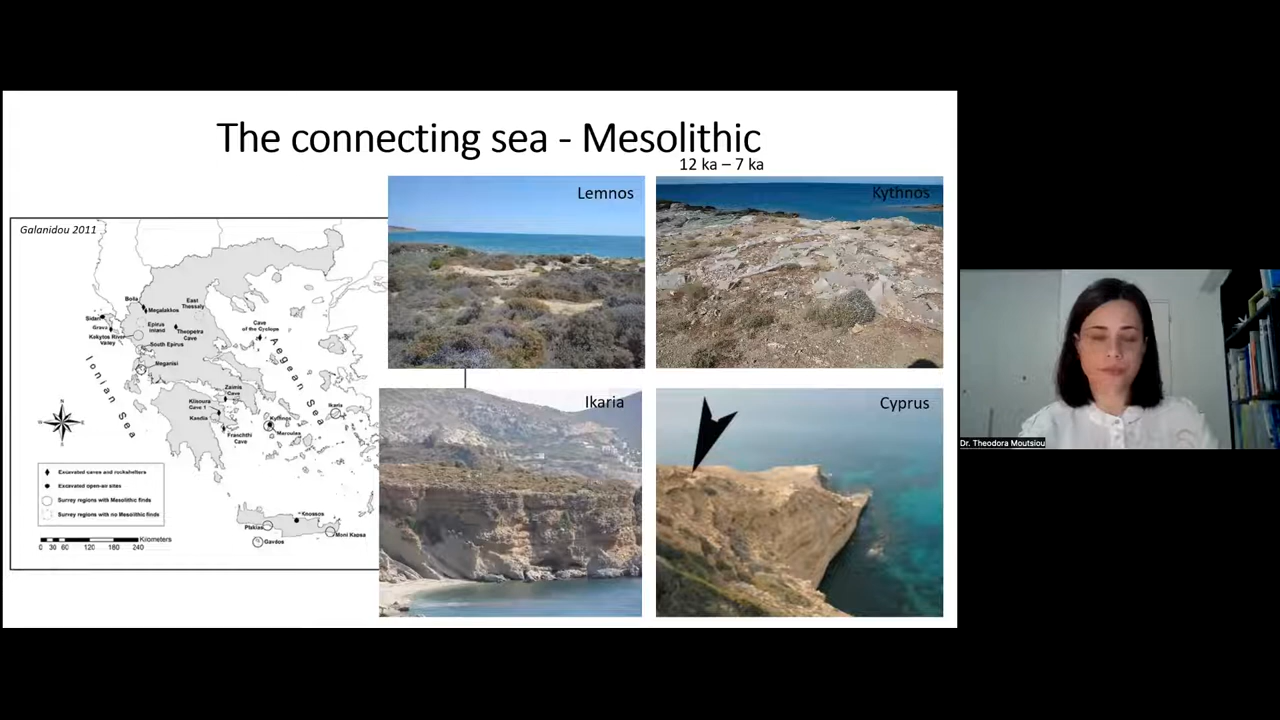 The connecting sea - Mesolithic
12 ka – 7 ka
Galanidou 2011
Lemnos
Kythnos
Ikaria
Cyprus
Boila
Megalakkos
East
Thessaly
Sidari
Grava
Epirus
inland
Theopetra
Cave
Kokytos River
Valley
South Epirus
Cave
of the Cyclops
Meganisi
Ionian Sea
Aegean Sea
Zaimis
Cave
Klisoura
Cave 1
Kandia
Franchthi
Cave
Kythnos
Maroulas
Ikaria
N
Excavated caves and rockshelters
Excavated open-air sites
Survey regions with Mesolithic finds
Survey regions with no Mesolithic finds
Kilometers
0 30 60 120 180 240
Knossos
Plakias
Moni Kapsa
Gavdos
Dr. Theodora Moutsiou